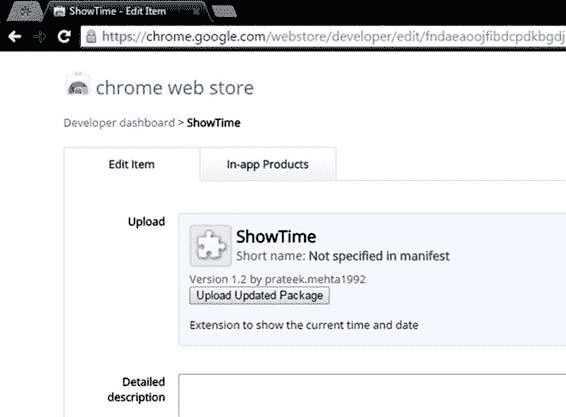 ShowTime - Edit Item
https://chrome.google.com/webstore/developer/edit/fndaeaoojfibdcpdkbgdj
chrome web store
Developer dashboard > ShowTime
Edit Item
In-app Products
Upload
ShowTime
Short name: Not specified in manifest
Version 1.2 by prateek.mehta1992
Upload Updated Package
Extension to show the current time and date
Detailed
description